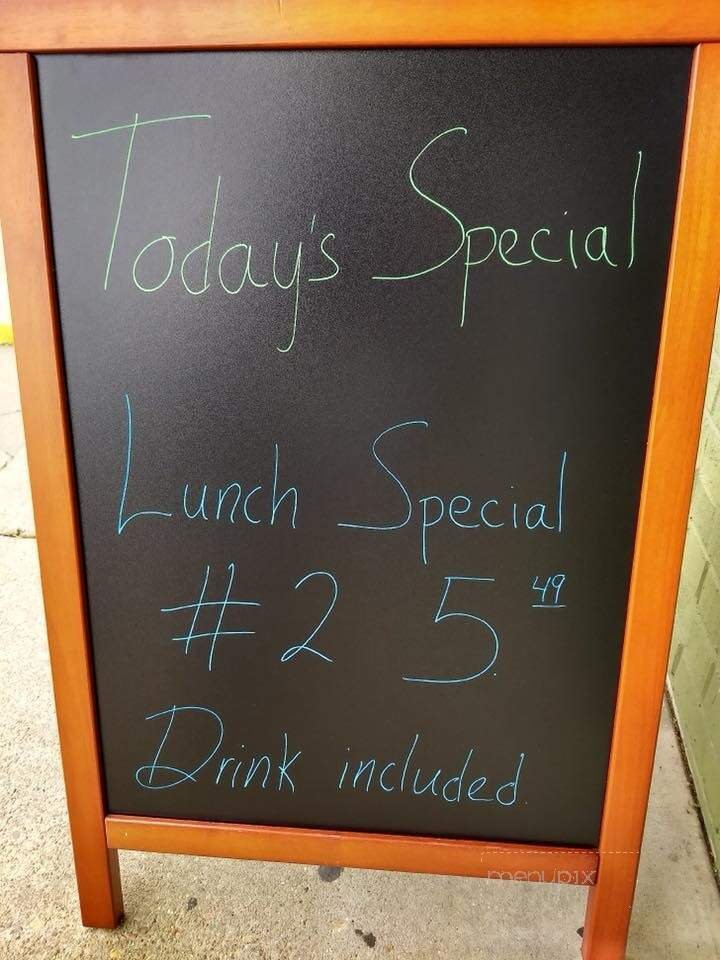 Today's Special
Lunch Special
#2 5.49
Drink included
menupix